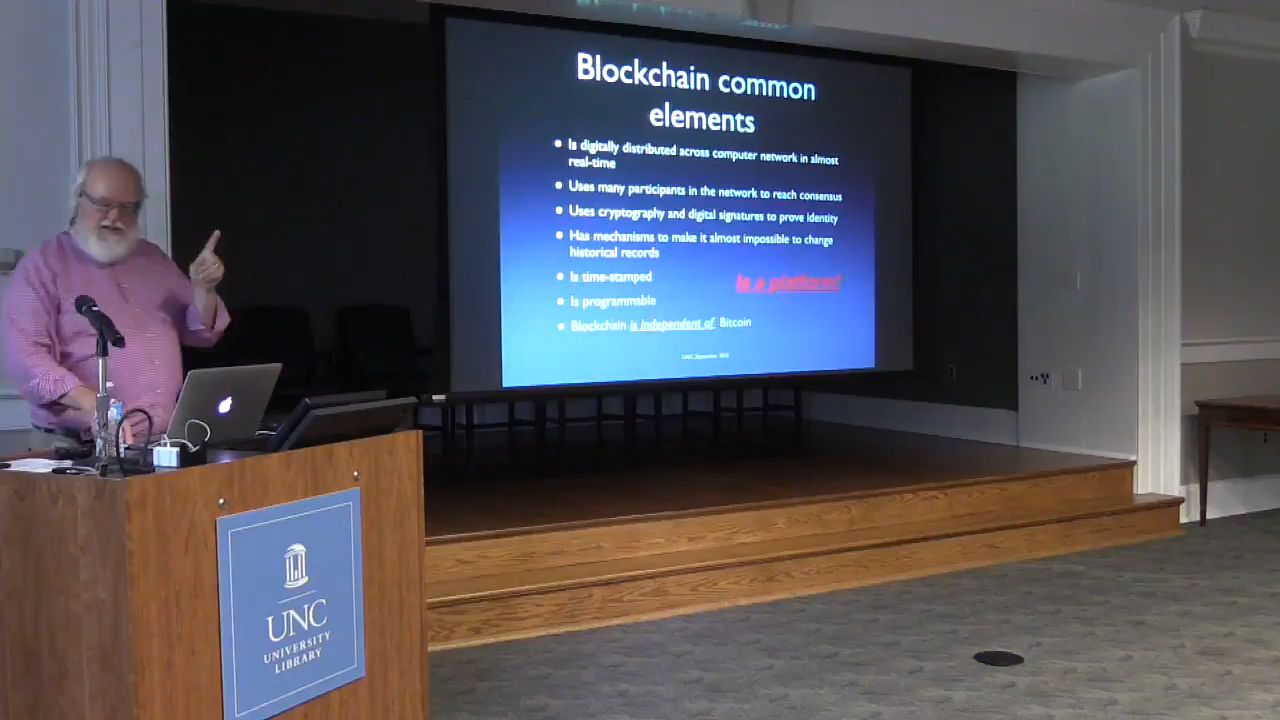 Blockchain common
elements
Is digitally distributed across computer network in almost
real-time
Uses many participants in the network to reach consensus
Uses cryptography and digital signatures to prove identity
Has mechanisms to make it almost impossible to change
historical records
Is time-stamped
Is a platform!
Is programmable
Blockchain is independent of Bitcoin
UNC September
UNC
UNIVERSITY
LIBRARY